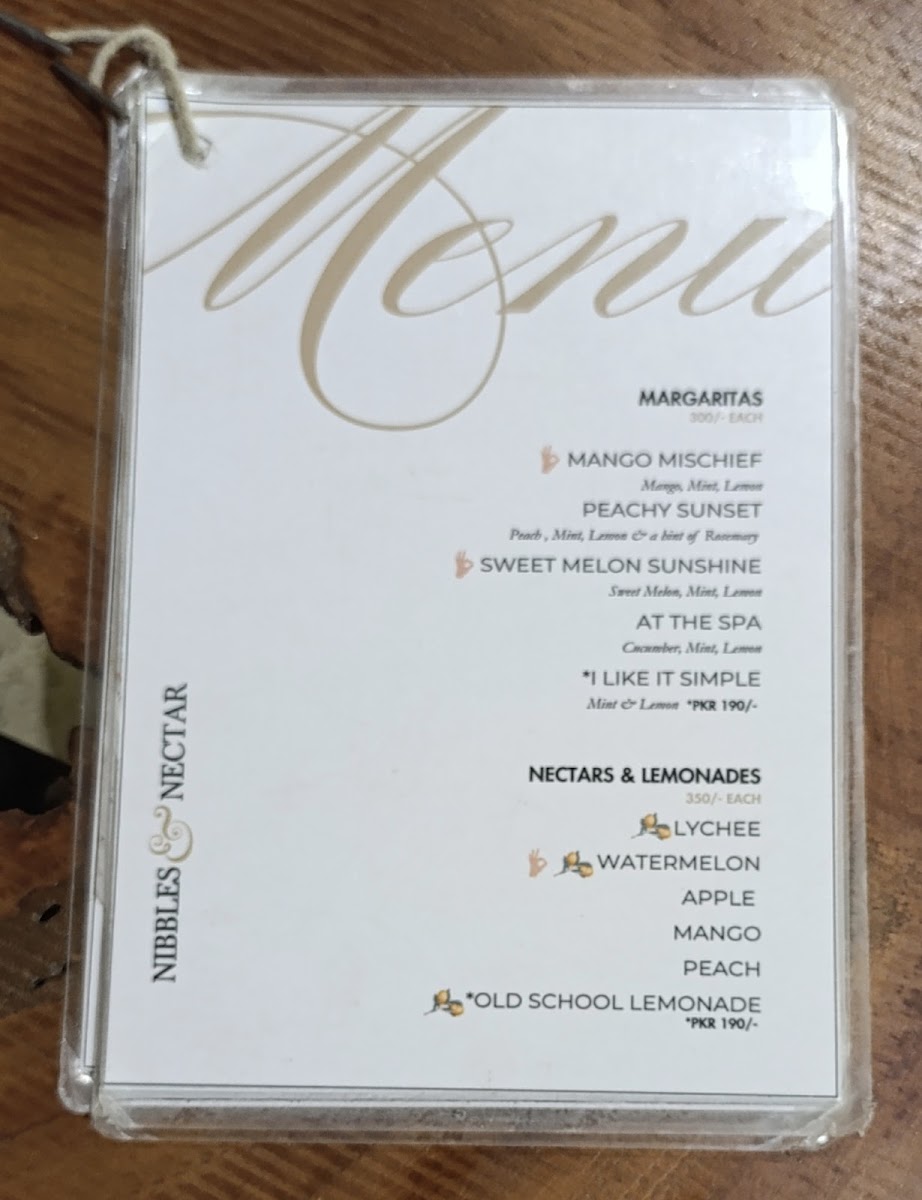 Menu
MARGARITAS
300/- EACH
MANGO MISCHIEF
Mango, Mint, Lemon
PEACHY SUNSET
Peach, Mint, Lemon & a hint of Rosemary
SWEET MELON SUNSHINE
Sweet Melon, Mint, Lemon
AT THE SPA
Cucumber, Mint, Lemon
*I LIKE IT SIMPLE
Mint & Lemon *PKR 190/-
NECTARS & LEMONADES
350/- EACH
LYCHEE
WATERMELON
APPLE
MANGO
PEACH
*OLD SCHOOL LEMONADE
*PKR 190/-
NIBBLES & NECTAR